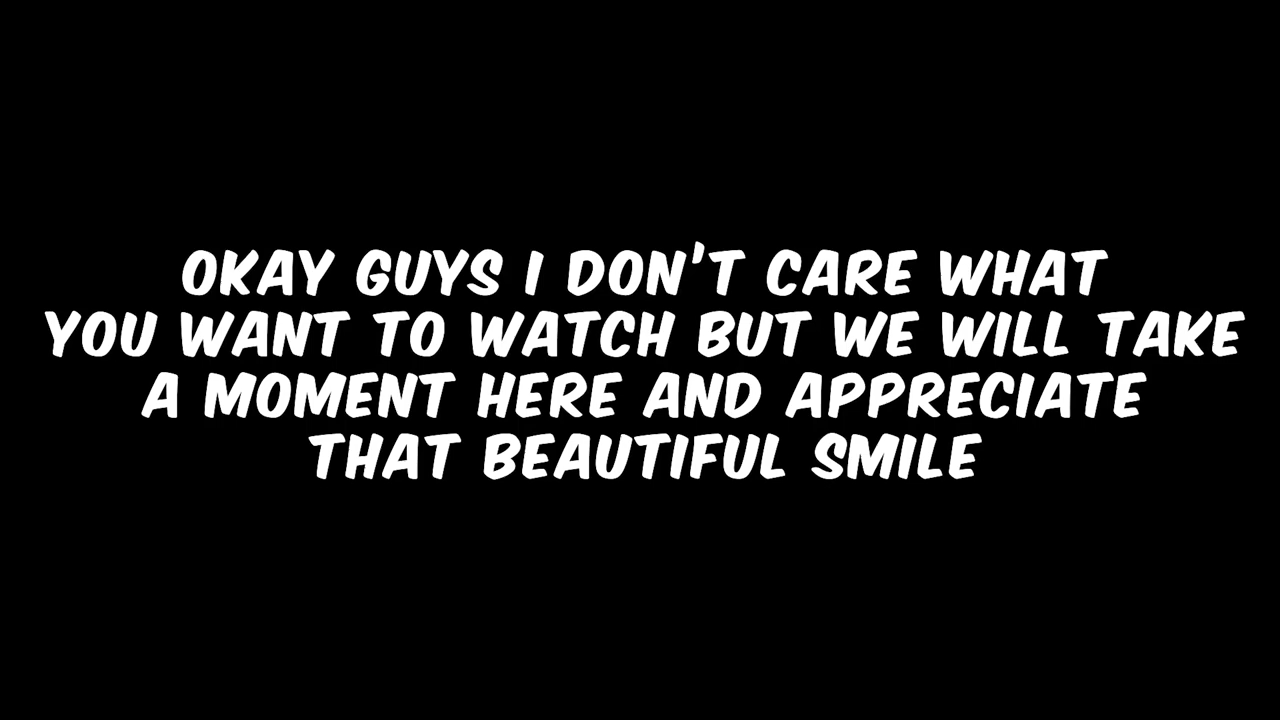 OKAY GUYS I DON'T CARE WHAT
YOU WANT TO WATCH BUT WE WILL TAKE
A MOMENT HERE AND APPRECIATE
THAT BEAUTIFUL SMILE